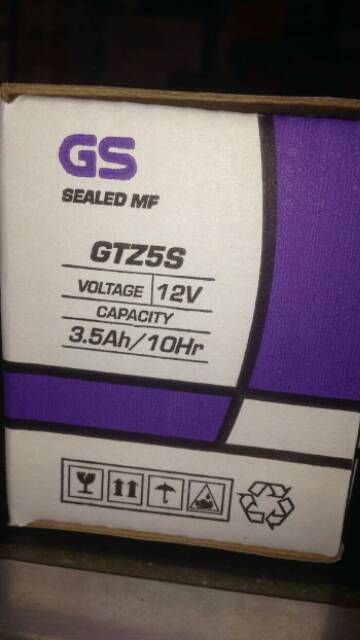 GS
SEALED MF
GTZ5S
VOLTAGE 12V
CAPACITY
3.5Ah/10Hr